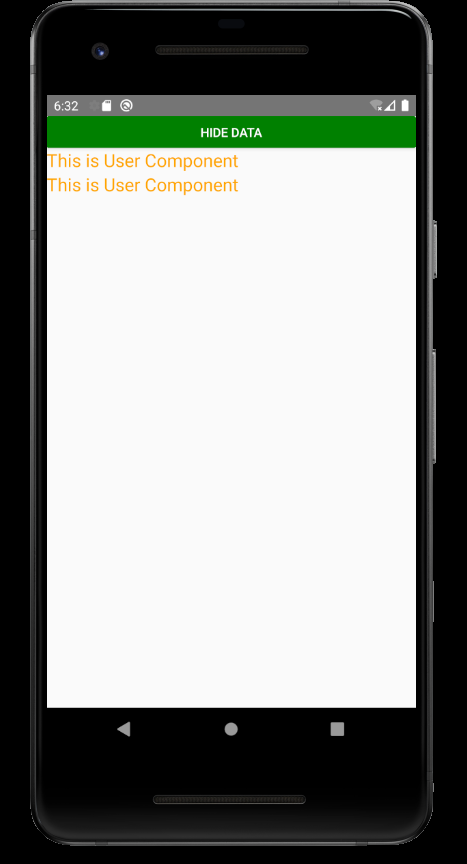 6:32
HIDE DATA
This is User Component
This is User Component